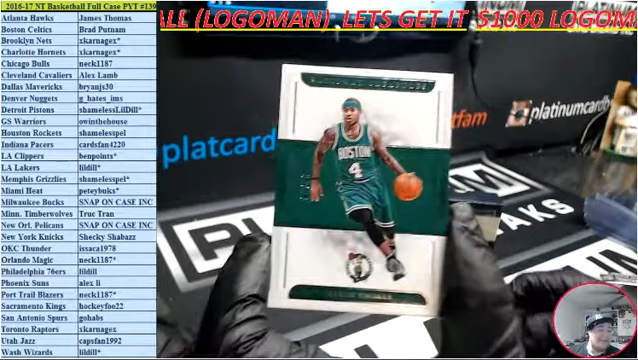 2016-17 NT Basketball Full Case PYT #139
ALL (LOGOMAN) LETS GET IT $1000 LOGOM
Atlanta Hawks James Thomas
Boston Celtics Brad Putnam
Brooklyn Nets xkarnagex*
Charlotte Hornets xkarnagex*
Chicago Bulls neck1187
Cleveland Cavaliers Alex Lamb
Dallas Mavericks bryanjs30
Denver Nuggets g_hates_ims
Detroit Pistons shamelessLilDill*
GS Warriors owinthehouse
Houston Rockets shamelesspel
Indiana Pacers cardsfan4220
LA Clippers benpoints*
LA Lakers lildill*
Memphis Grizzlies shamelesspel*
Miami Heat peteybuks*
Milwaukee Bucks SNAP ON CASE INC
Minn. Timberwolves Truc Tran
New Orl. Pelicans SNAP ON CASE INC
New York Knicks Shecky Shabazz
OKC Thunder issaca1978
Orlando Magic neck1187*
Philadelphia 76ers lildill
Phoenix Suns alex li
Port Trail Blazers neck1187*
Sacramento Kings hockeyfoo22
San Antonio Spurs gohabs
Toronto Raptors xkarnagex
Utah Jazz capsfan1992
Wash Wizards lildill*
platcard
BOSTON
4
tfam
platinumcardb